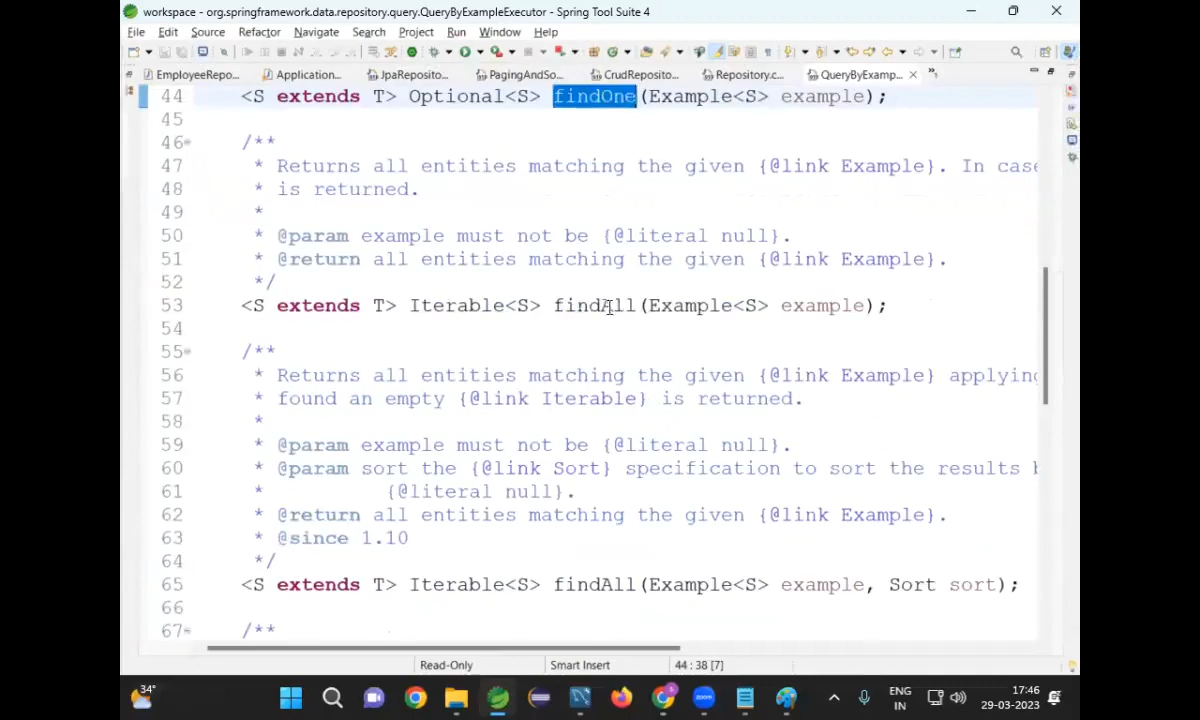 workspace - org.springframework.data.repository.query.QueryByExampleExecutor - Spring Tool Suite 4
File Edit Source Refactor Navigate Search Project Run Window Help
EmployeeRepo... Application... JpaReposito... PagingAndSo... CrudReposito... Repository.c... QueryByExamp...
44 <S extends T> Optional<S> findOne(Example<S> example);
45
46 /**
47 * Returns all entities matching the given {@link Example}. In case
48 * is returned.
49 *
50 * @param example must not be {@literal null}.
51 * @return all entities matching the given {@link Example}.
52 */
53 <S extends T> Iterable<S> findAll(Example<S> example);
54
55 /**
56 * Returns all entities matching the given {@link Example} applying
57 * found an empty {@link Iterable} is returned.
58 *
59 * @param example must not be {@literal null}.
60 * @param sort the {@link Sort} specification to sort the results b
61 * {@literal null}.
62 * @return all entities matching the given {@link Example}.
63 * @since 1.10
64 */
65 <S extends T> Iterable<S> findAll(Example<S> example, Sort sort);
66
67 /**
Read-Only Smart Insert 44 : 38 [7]
34° zoom ENG 17:46
IN 29-03-2023